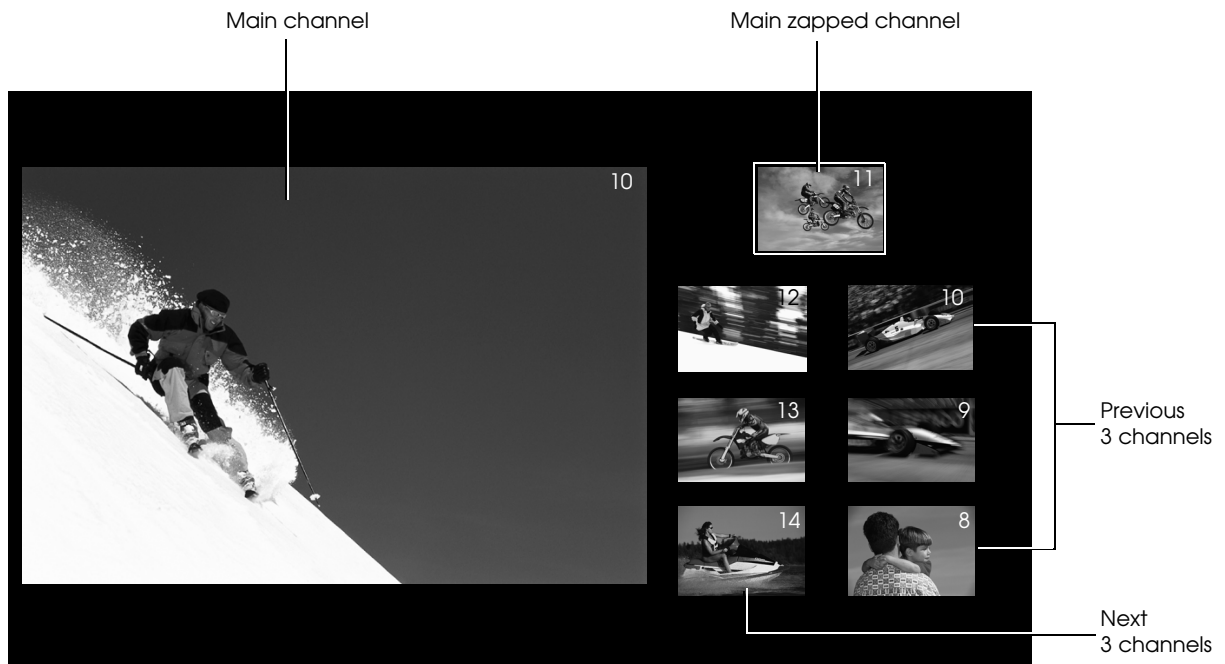 Main channel
Main zapped channel
10
11
12
10
13
9
14
8
Previous
3 channels
Next
3 channels